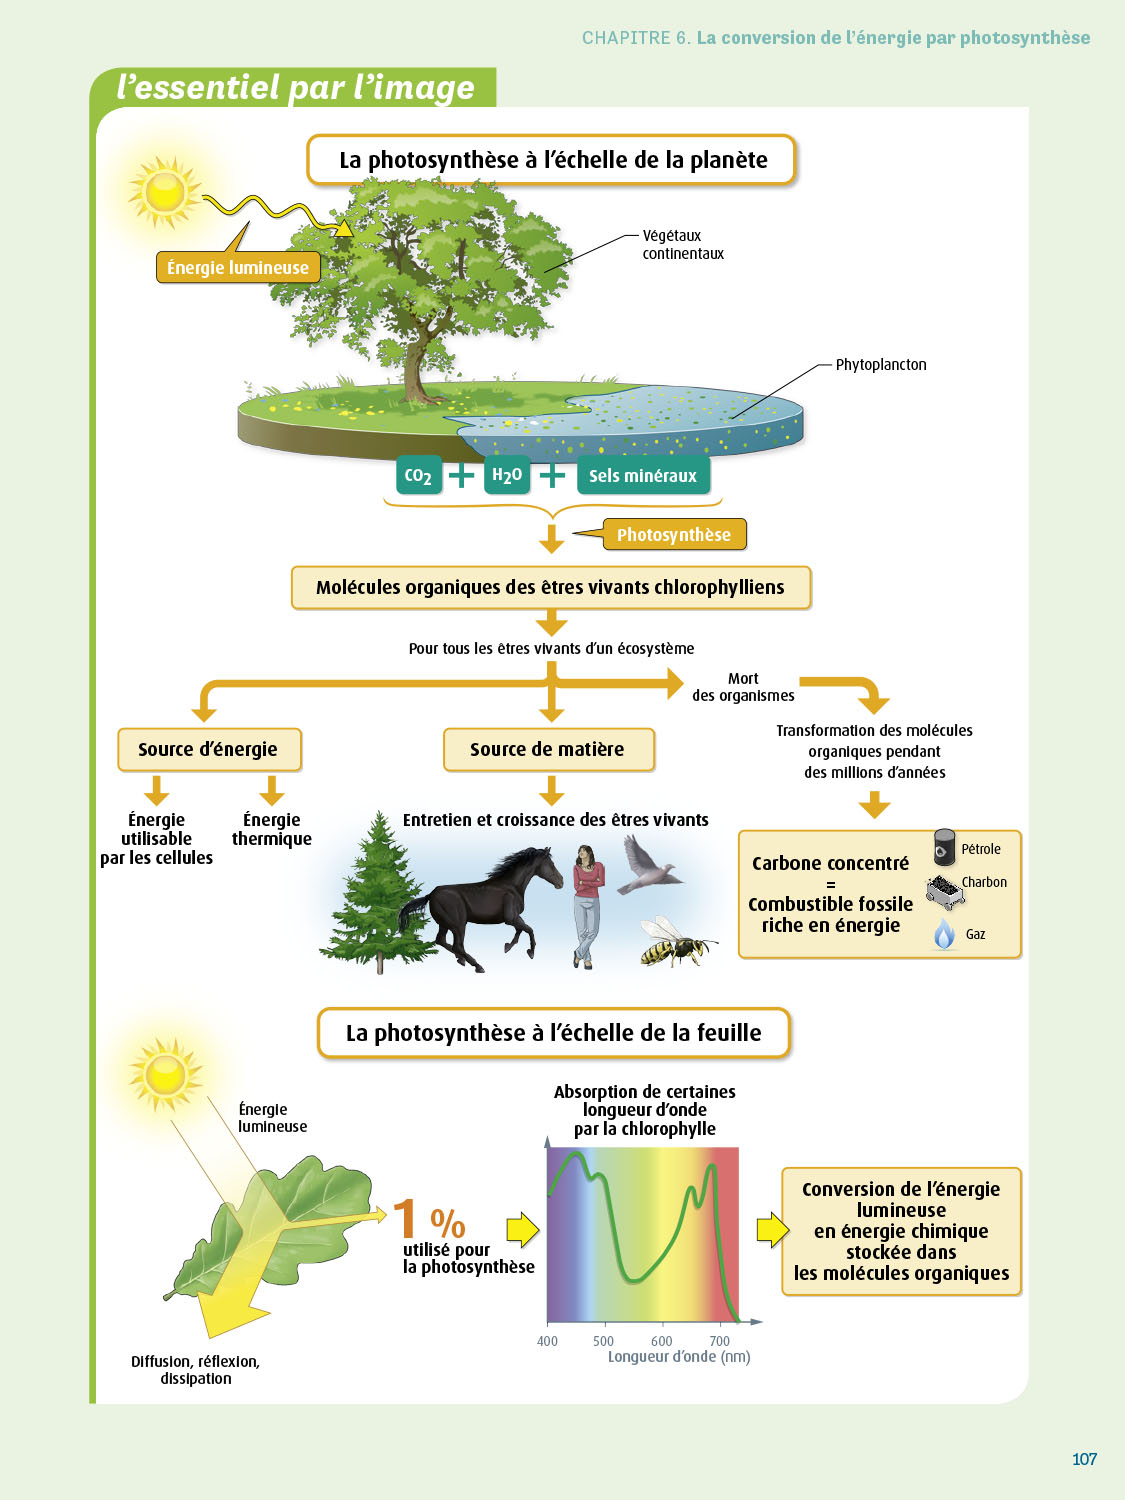 CHAPITRE 6. La conversion de l'énergie par photosynthèse
l'essentiel par l'image
La photosynthèse à l'échelle de la planète
Énergie lumineuse
Végétaux
continentaux
Phytoplancton
CO2 + H2O + Sels minéraux
Photosynthèse
Molécules organiques des êtres vivants chlorophylliens
Pour tous les êtres vivants d'un écosystème
Mort
des organismes
Transformation des molécules
organiques pendant
des millions d'années
Source d'énergie
Énergie
utilisable
par les cellules
Énergie
thermique
Source de matière
Entretien et croissance des êtres vivants
Carbone concentré
=
Combustible fossile
riche en énergie
Pétrole
Charbon
Gaz
La photosynthèse à l'échelle de la feuille
Énergie
lumineuse
Diffusion, réflexion,
dissipation
1 %
utilisé pour
la photosynthèse
Absorption de certaines
longueur d'onde
par la chlorophylle
400 500 600 700
Longueur d'onde (nm)
Conversion de l'énergie
lumineuse
en énergie chimique
stockée dans
les molécules organiques
107